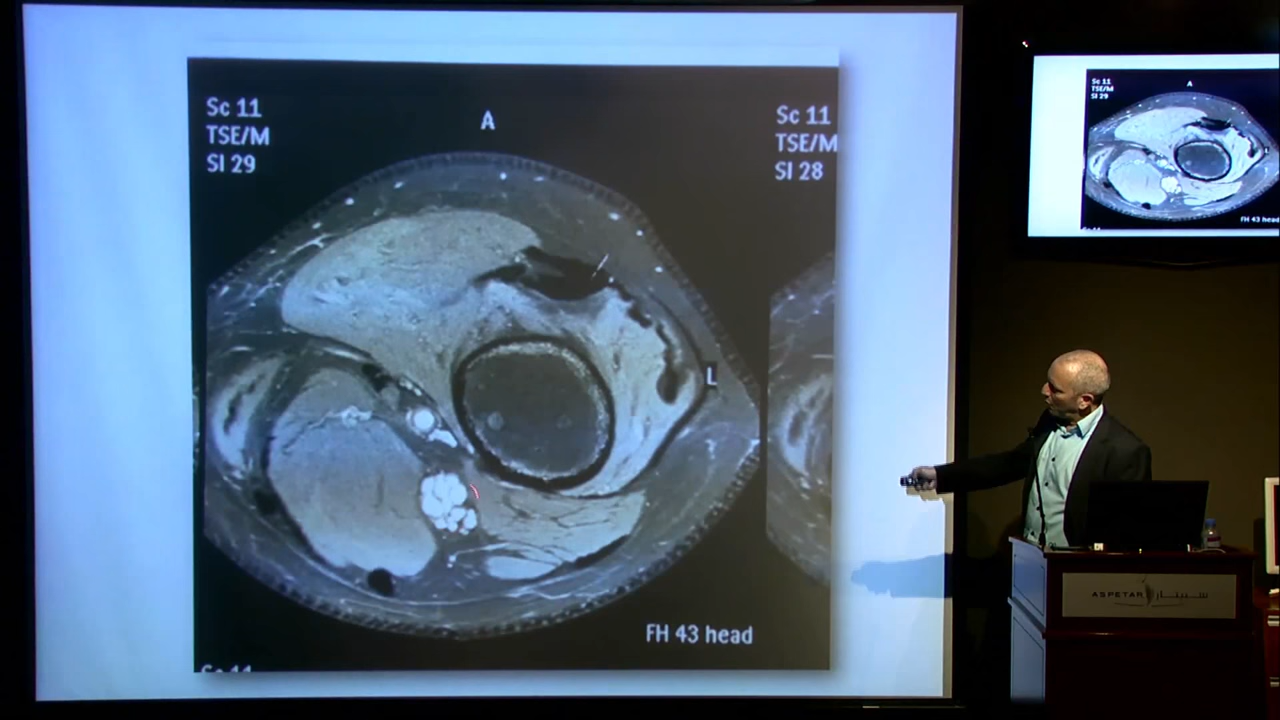 Sc 11
TSE/M
SI 29
A
Sc 11
TSE/M
SI 28
L
FH 43 head
Sc 11
TSE/M
SI 29
A
FH 43 head
ASPETAR سبيتار